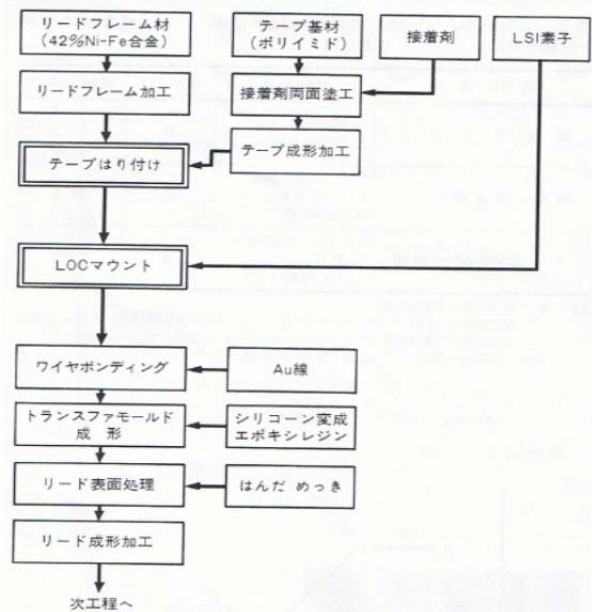 リードフレーム材
(42%Ni-Fe合金)
テープ基材
(ポリイミド)
接着剤
LSI素子
リードフレーム加工
接着剤両面塗工
テープはり付け
テープ成形加工
LOCマウント
ワイヤボンディング
Au線
トランスファモールド
成形
シリコーン変成
エポキシレジン
リード表面処理
はんだ めっき
リード成形加工
次工程へ